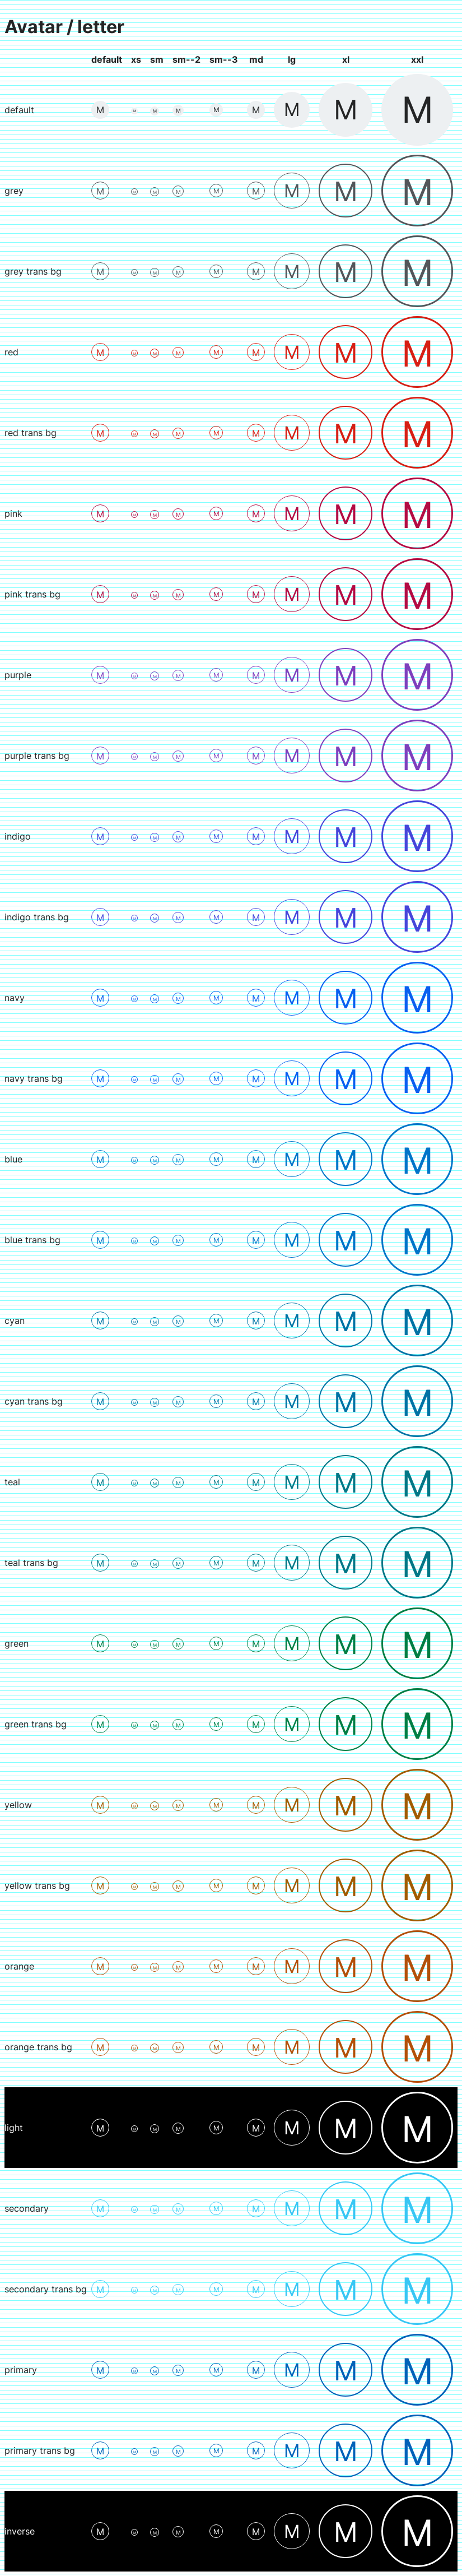 Avatar / letter
default xs sm sm--2 sm--3 md lg xl xxl
default M M M M M M M M M
grey M M M M M M M M M
grey trans bg M M M M M M M M M
red M M M M M M M M M
red trans bg M M M M M M M M M
pink M M M M M M M M M
pink trans bg M M M M M M M M M
purple M M M M M M M M M
purple trans bg M M M M M M M M M
indigo M M M M M M M M M
indigo trans bg M M M M M M M M M
navy M M M M M M M M M
navy trans bg M M M M M M M M M
blue M M M M M M M M M
blue trans bg M M M M M M M M M
cyan M M M M M M M M M
cyan trans bg M M M M M M M M M
teal M M M M M M M M M
teal trans bg M M M M M M M M M
green M M M M M M M M M
green trans bg M M M M M M M M M
yellow M M M M M M M M M
yellow trans bg M M M M M M M M M
orange M M M M M M M M M
orange trans bg M M M M M M M M M
light M M M M M M M M M
secondary M M M M M M M M M
secondary trans bg M M M M M M M M M
primary M M M M M M M M M
primary trans bg M M M M M M M M M
inverse M M M M M M M M M